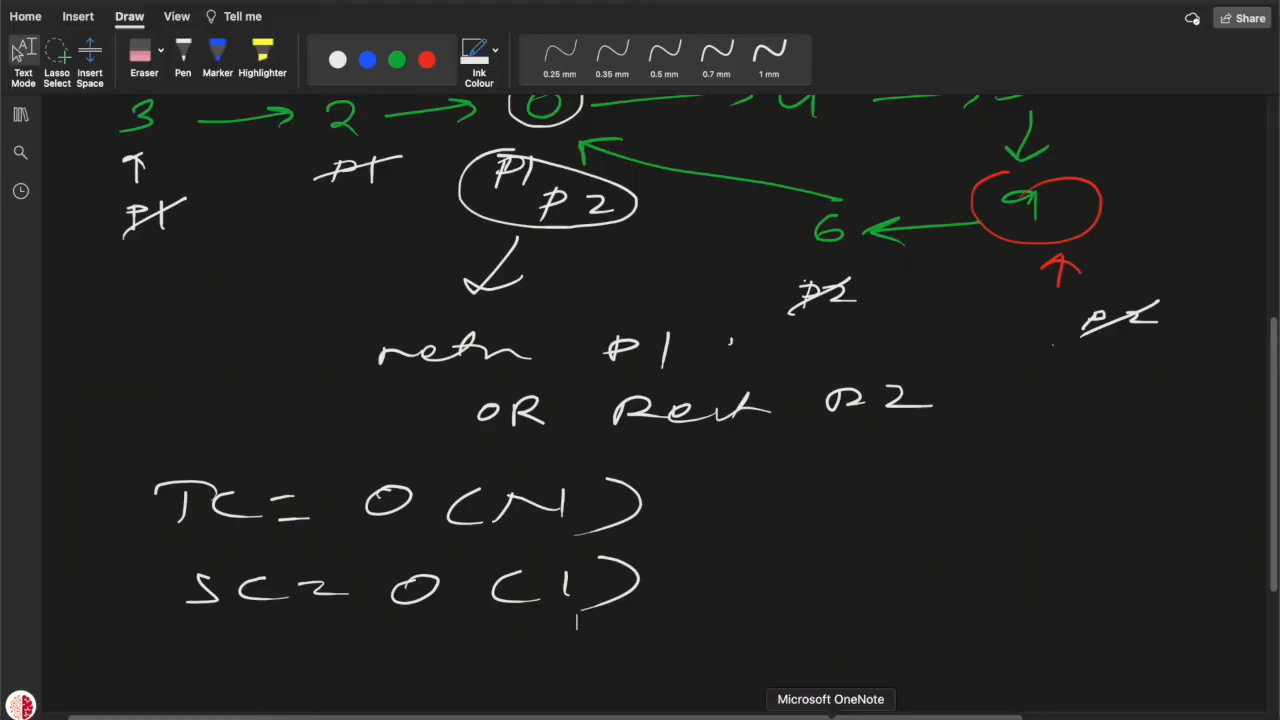 Home Insert Draw View Tell me
Share
Text Mode Lasso Select Insert Space Eraser Pen Marker Highlighter Ink Colour 0.25 mm 0.35 mm 0.5 mm 0.7 mm 1 mm
3 2 0
P1 P1 P1 P2
6 9
P2 P2
retn P1
OR P2
TC= O(N)
SC= O(1)
Microsoft OneNote